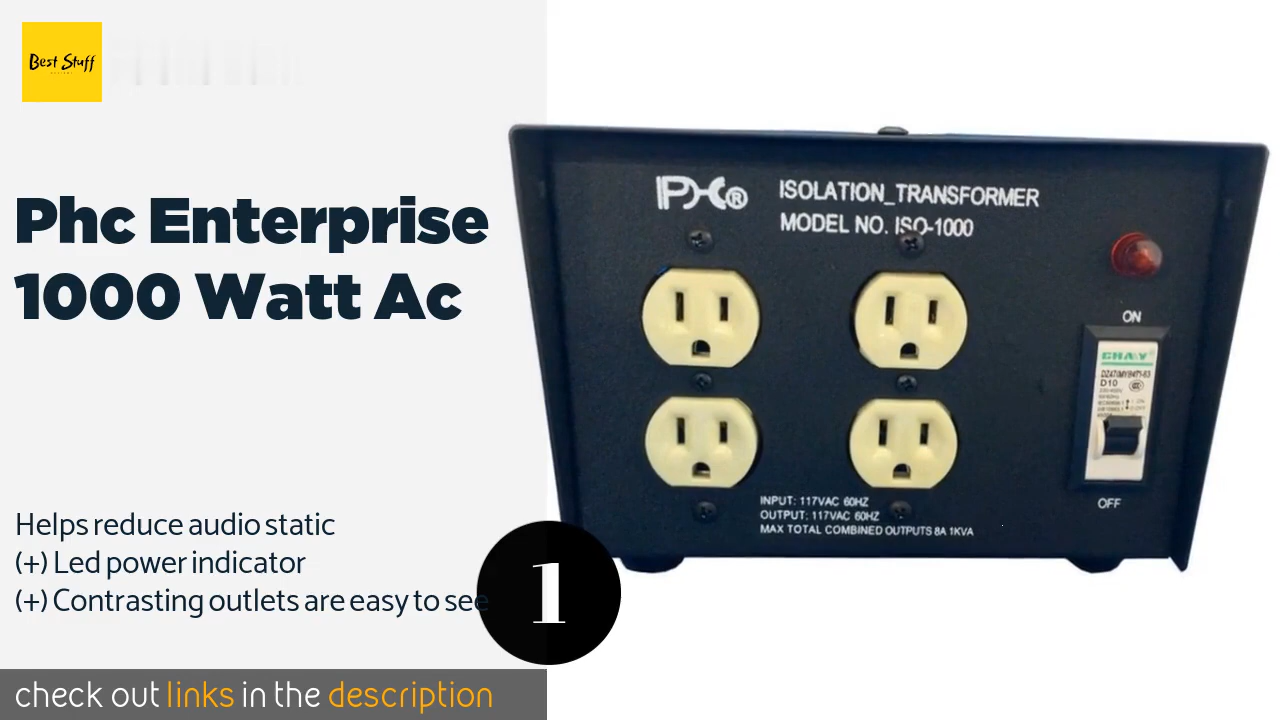 Best Stuff
Phc Enterprise
1000 Watt Ac
Helps reduce audio static
(+) Led power indicator
(+) Contrasting outlets are easy to see
1
check out links in the description
PHC®
ISOLATION_TRANSFORMER
MODEL NO. ISO-1000
ON
D10
OFF
INPUT: 117VAC 60HZ
OUTPUT: 117VAC 60HZ
MAX TOTAL COMBINED OUTPUTS 8A 1KVA